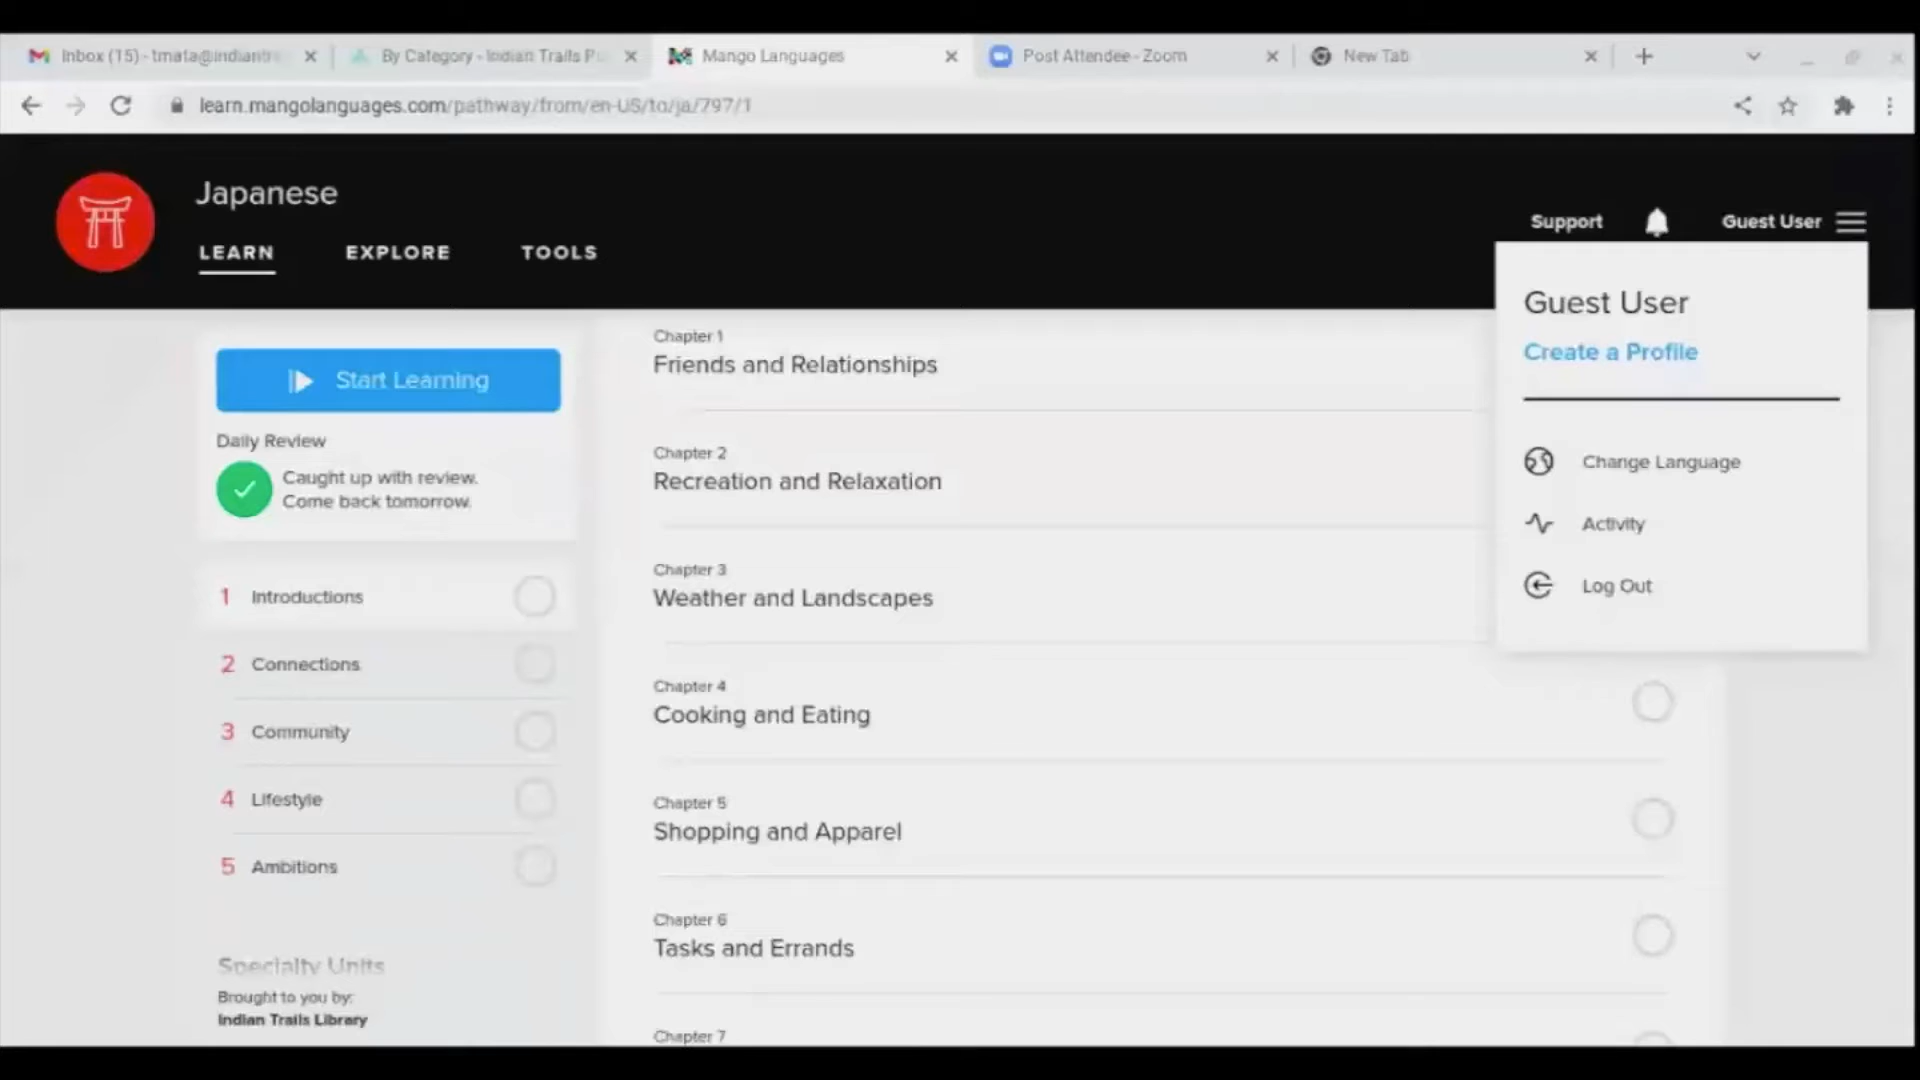 Inbox (15) - tmata@indiantr
By Category - Indian Trails Pu
Mango Languages
Post Attendee - Zoom
New Tab
learn.mangolanguages.com/pathway/from/en-US/to/ja/797/1
Japanese
LEARN
EXPLORE
TOOLS
Support
Guest User
Guest User
Create a Profile
Change Language
Activity
Log Out
Start Learning
Daily Review
Caught up with review.
Come back tomorrow.
1 Introductions
2 Connections
3 Community
4 Lifestyle
5 Ambitions
Specialty Units
Brought to you by:
Indian Trails Library
Chapter 1
Friends and Relationships
Chapter 2
Recreation and Relaxation
Chapter 3
Weather and Landscapes
Chapter 4
Cooking and Eating
Chapter 5
Shopping and Apparel
Chapter 6
Tasks and Errands
Chapter 7